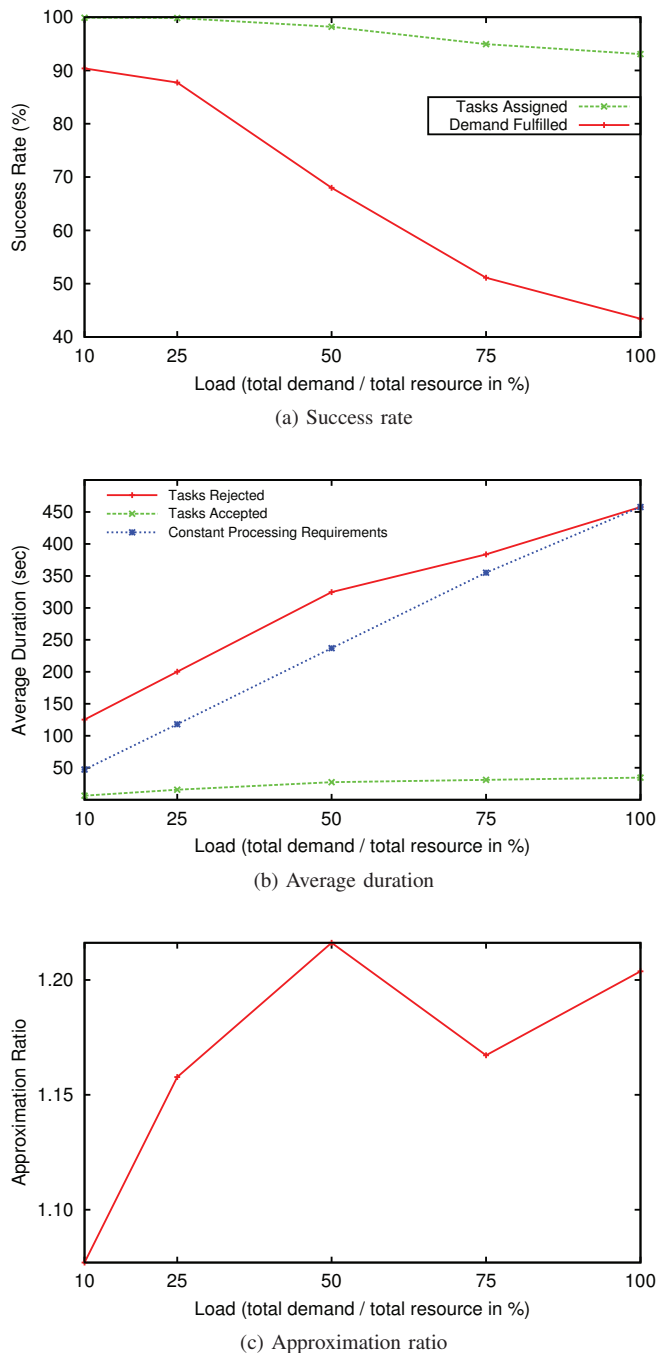 100
90
80
70
60
50
40
Success Rate (%)
Tasks Assigned
Demand Fulfilled
10 25 50 75 100
Load (total demand / total resource in %)
(a) Success rate
450
400
350
300
250
200
150
100
50
Average Duration (sec)
Tasks Rejected
Tasks Accepted
Constant Processing Requirements
10 25 50 75 100
Load (total demand / total resource in %)
(b) Average duration
1.20
1.15
1.10
Approximation Ratio
10 25 50 75 100
Load (total demand / total resource in %)
(c) Approximation ratio